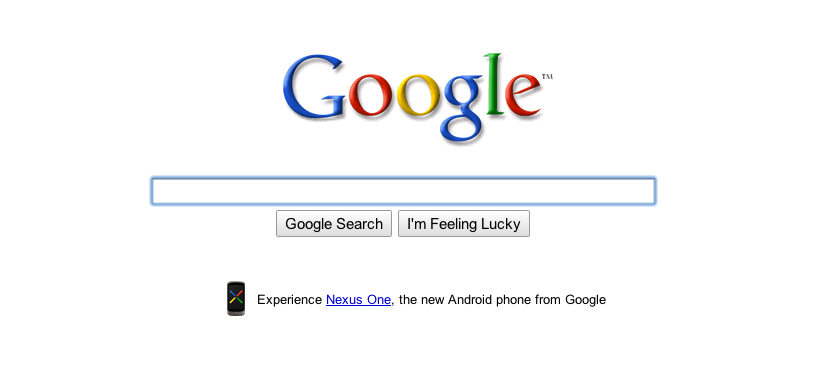 Google™
Google Search I'm Feeling Lucky
Experience Nexus One, the new Android phone from Google